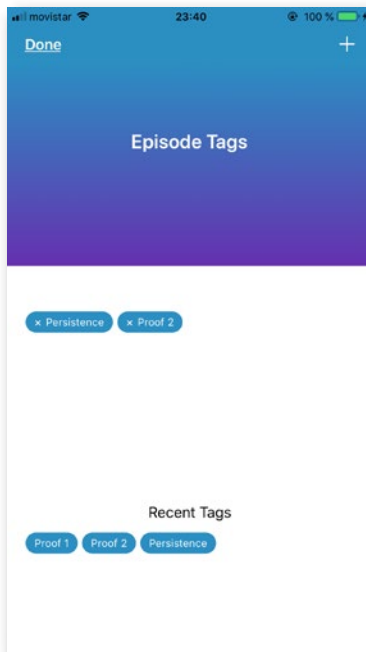 movistar 23:40 100 %
Done +
Episode Tags
× Persistence × Proof 2
Recent Tags
Proof 1 Proof 2 Persistence